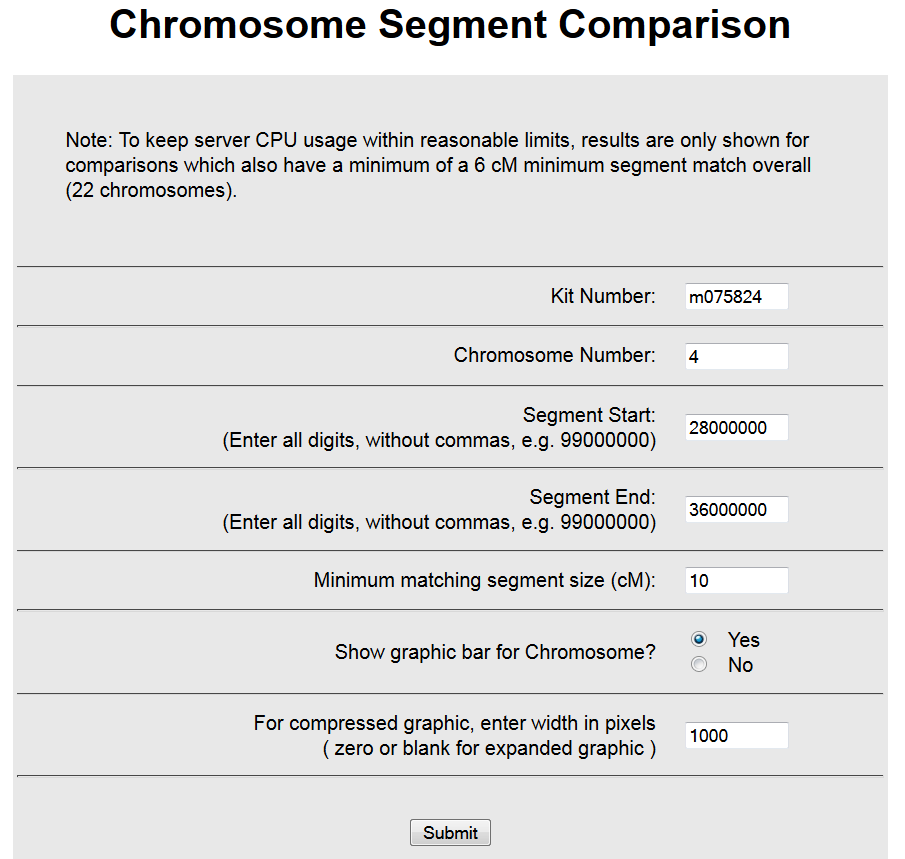 Chromosome Segment Comparison
Note: To keep server CPU usage within reasonable limits, results are only shown for
comparisons which also have a minimum of a 6 cM minimum segment match overall
(22 chromosomes).
Kit Number: m075824
Chromosome Number: 4
Segment Start:
(Enter all digits, without commas, e.g. 99000000) 28000000
Segment End:
(Enter all digits, without commas, e.g. 99000000) 36000000
Minimum matching segment size (cM): 10
Show graphic bar for Chromosome? Yes
No
For compressed graphic, enter width in pixels
( zero or blank for expanded graphic ) 1000
Submit